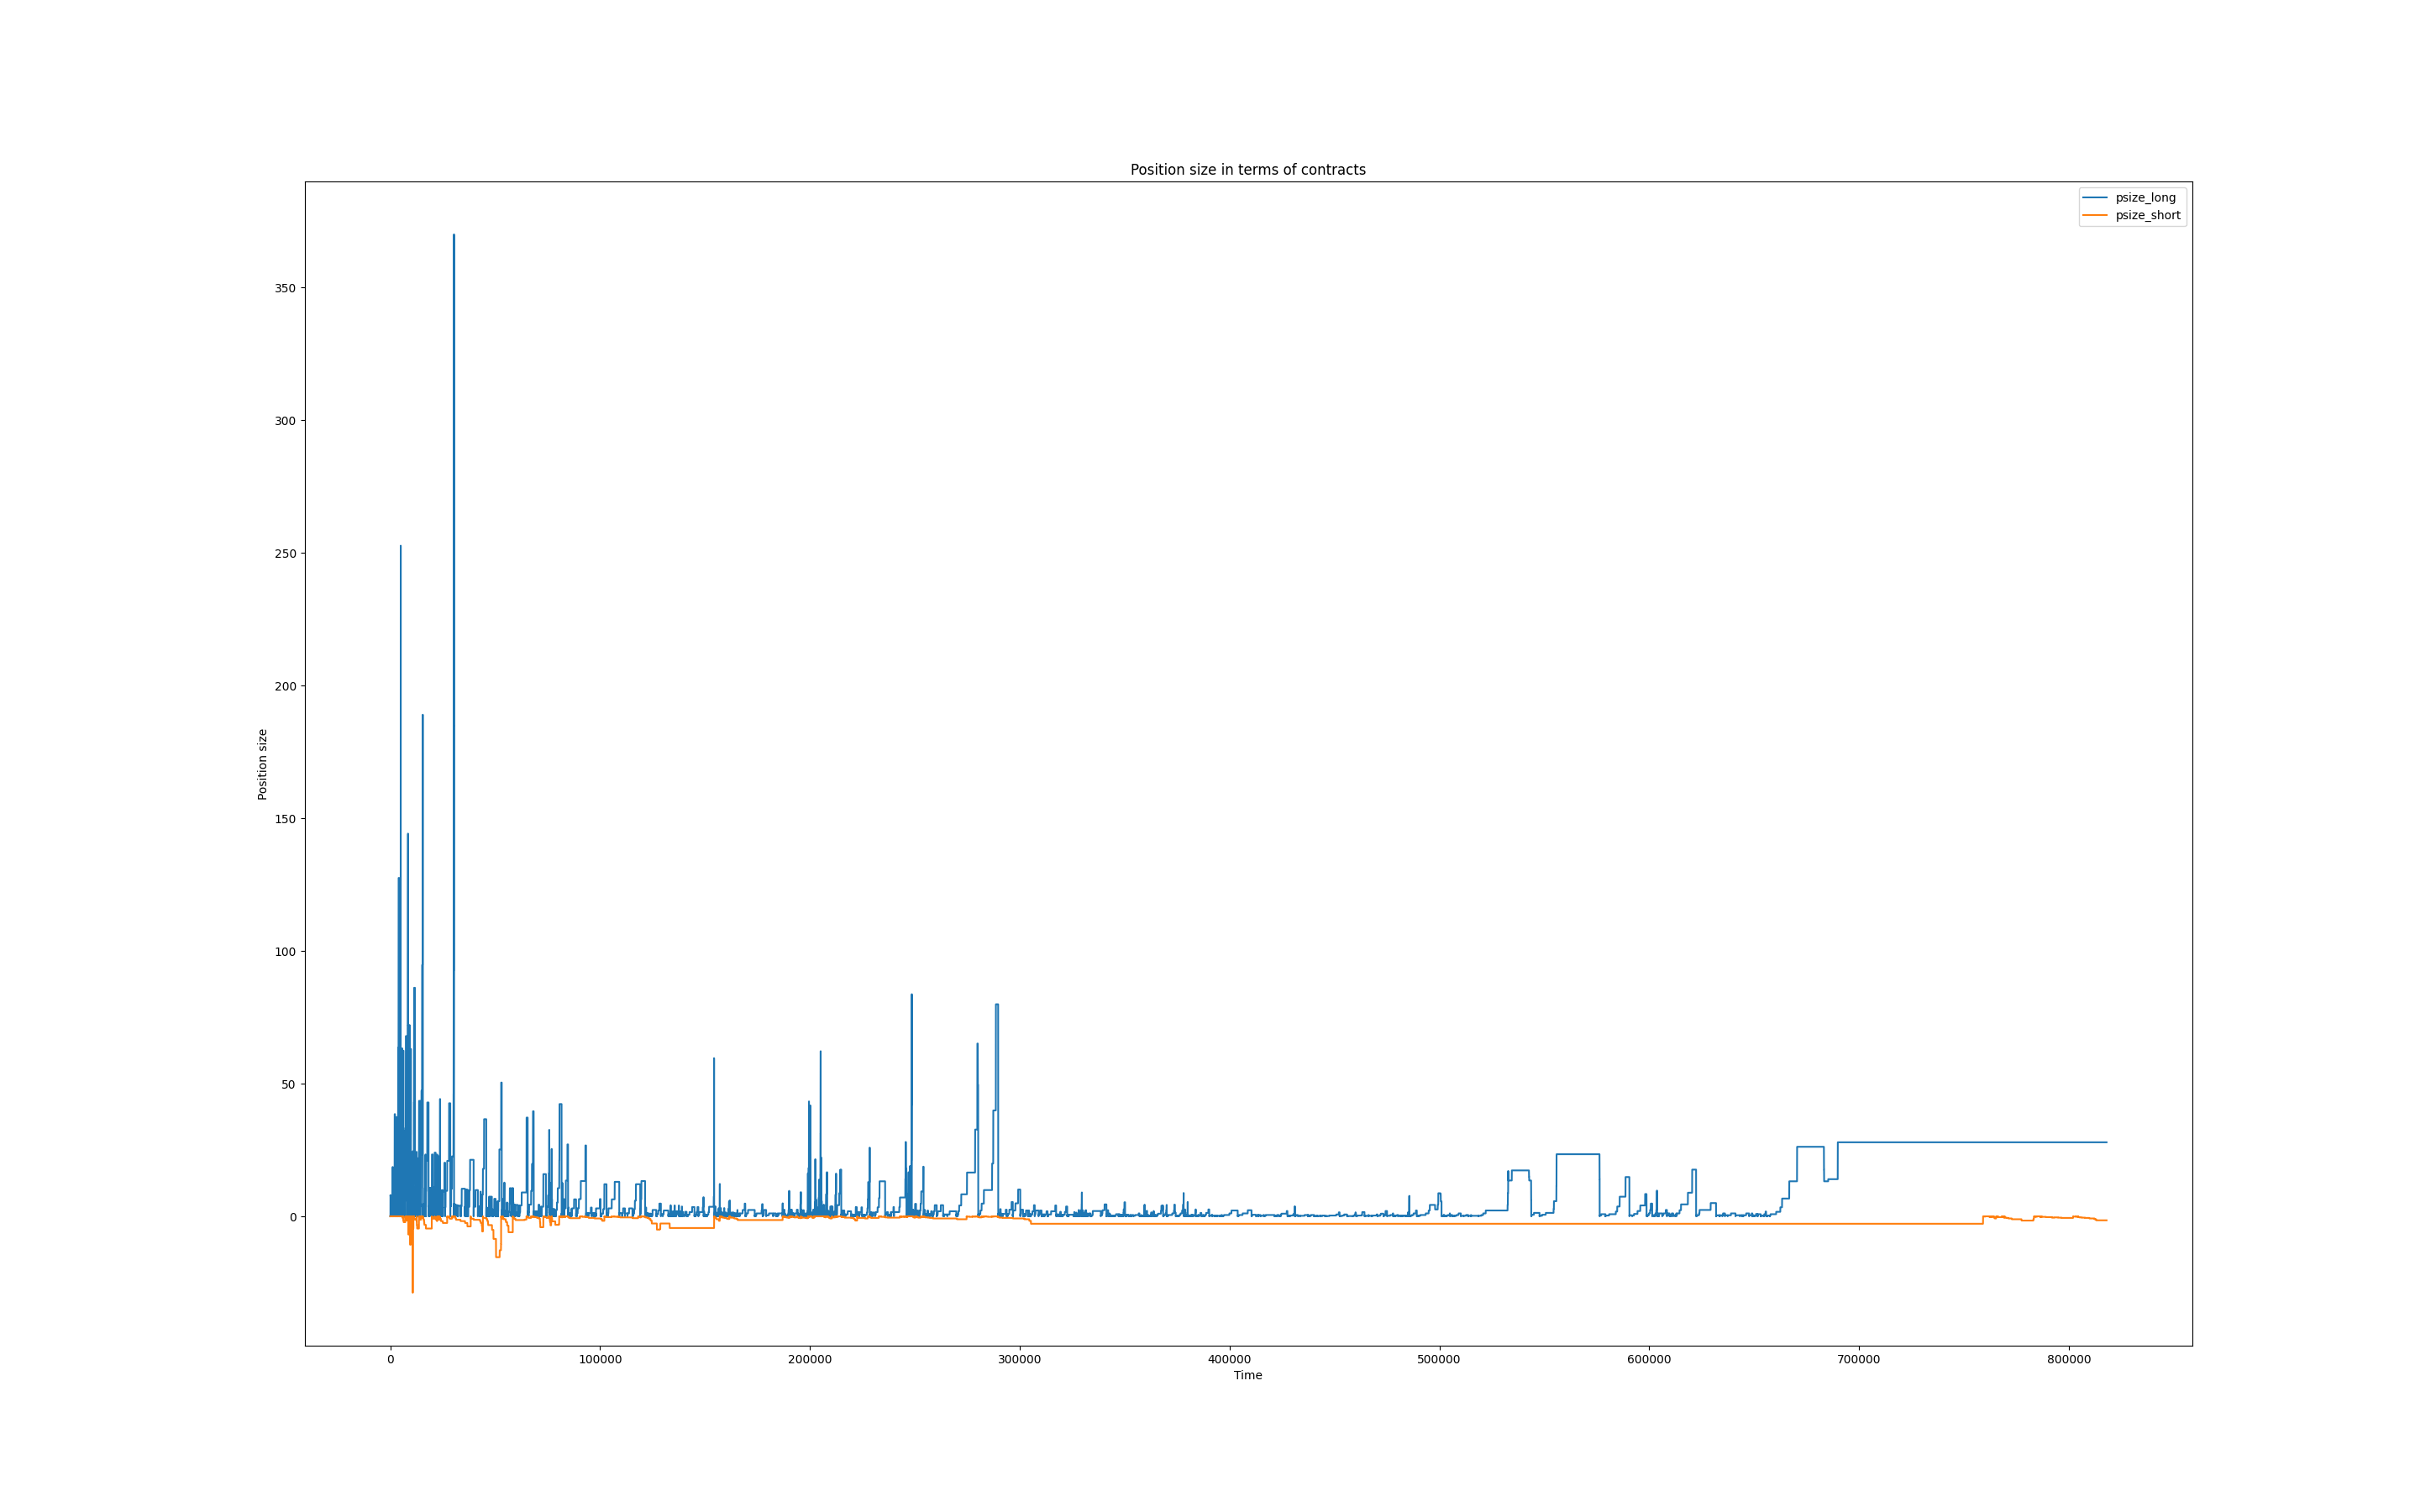 Position size in terms of contracts
psize_long
psize_short
350
300
250
200
150
100
50
0
Position size
0 100000 200000 300000 400000 500000 600000 700000 800000
Time